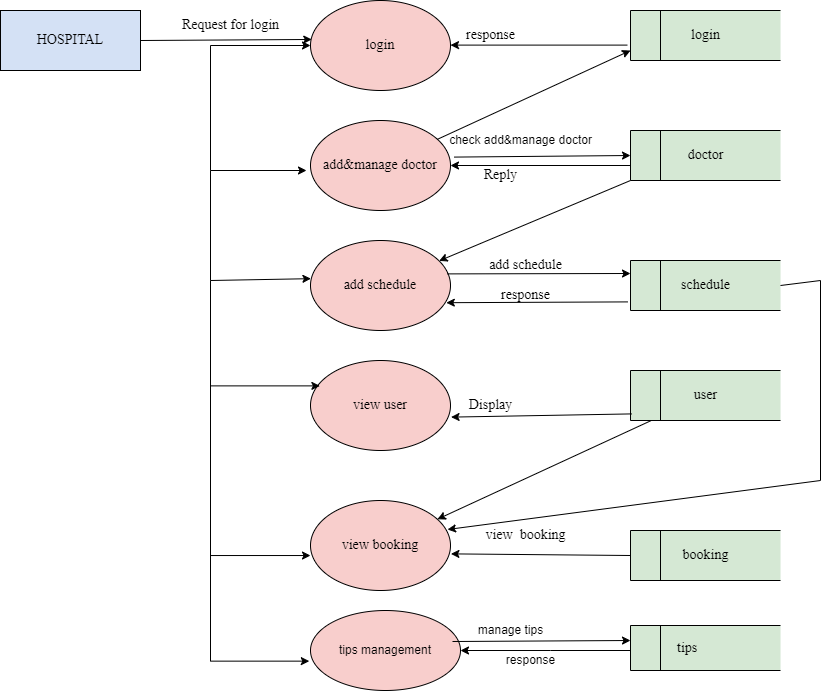 Request for login
HOSPITAL
login
response
login
check add&manage doctor
add&manage doctor
doctor
Reply
add schedule
add schedule
schedule
response
view user
Display
user
view booking
view booking
booking
manage tips
tips management
tips
response